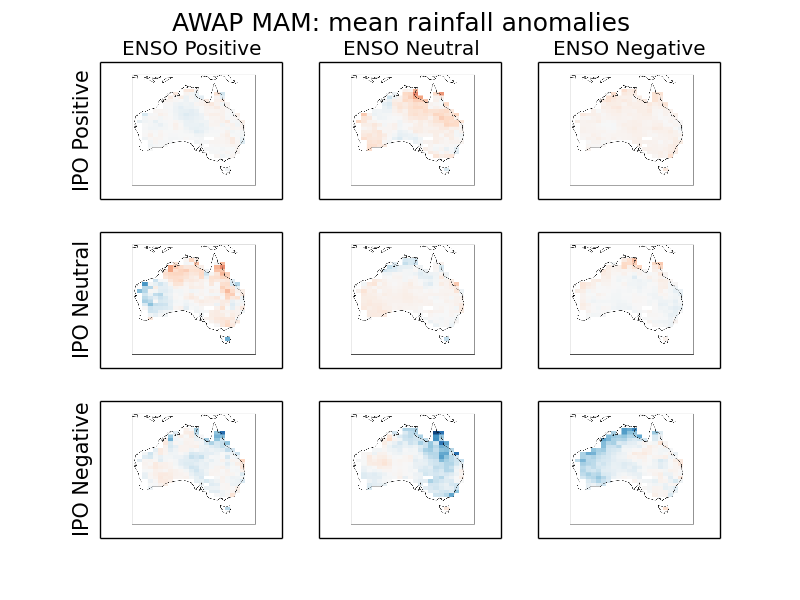 AWAP MAM: mean rainfall anomalies
ENSO Positive
ENSO Neutral
ENSO Negative
IPO Positive
IPO Neutral
IPO Negative